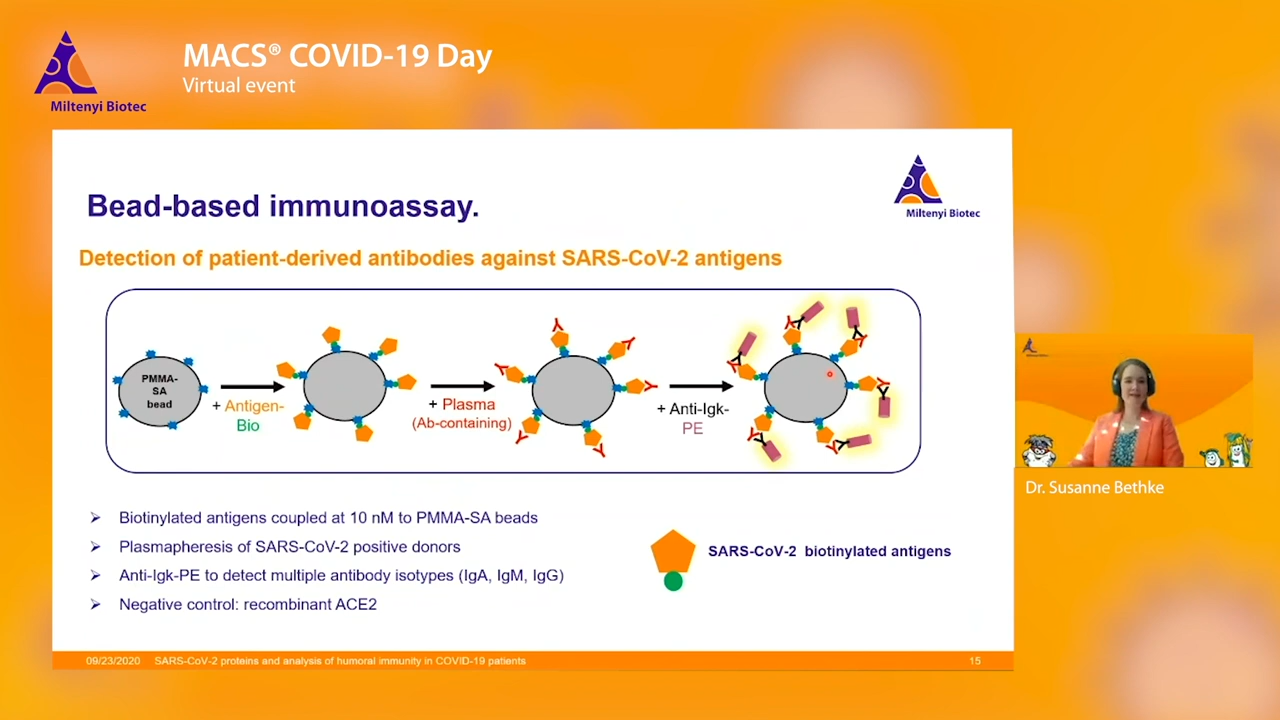 MACS® COVID-19 Day
Virtual event
Miltenyi Biotec
Miltenyi Biotec
Bead-based immunoassay.
Detection of patient-derived antibodies against SARS-CoV-2 antigens
PMMA-
SA
bead
+ Antigen-
Bio
+ Plasma
(Ab-containing)
+ Anti-Igk-
PE
Biotinylated antigens coupled at 10 nM to PMMA-SA beads
Plasmapheresis of SARS-CoV-2 positive donors
Anti-Igk-PE to detect multiple antibody isotypes (IgA, IgM, IgG)
Negative control: recombinant ACE2
SARS-CoV-2 biotinylated antigens
09/23/2020 SARS-CoV-2 proteins and analysis of humoral immunity in COVID-19 patients 15
Dr. Susanne Bethke